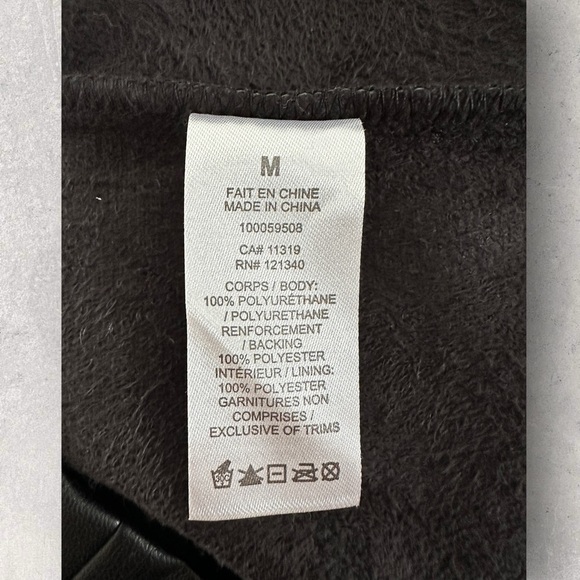 M
FAIT EN CHINE
MADE IN CHINA
100059508
CA# 11319
RN# 121340
CORPS / BODY:
100% POLYURÉTHANE
/ POLYURETHANE
RENFORCEMENT
/ BACKING
100% POLYESTER
INTÉRIEUR / LINING:
100% POLYESTER
GARNITURES NON
COMPRISES /
EXCLUSIVE OF TRIMS